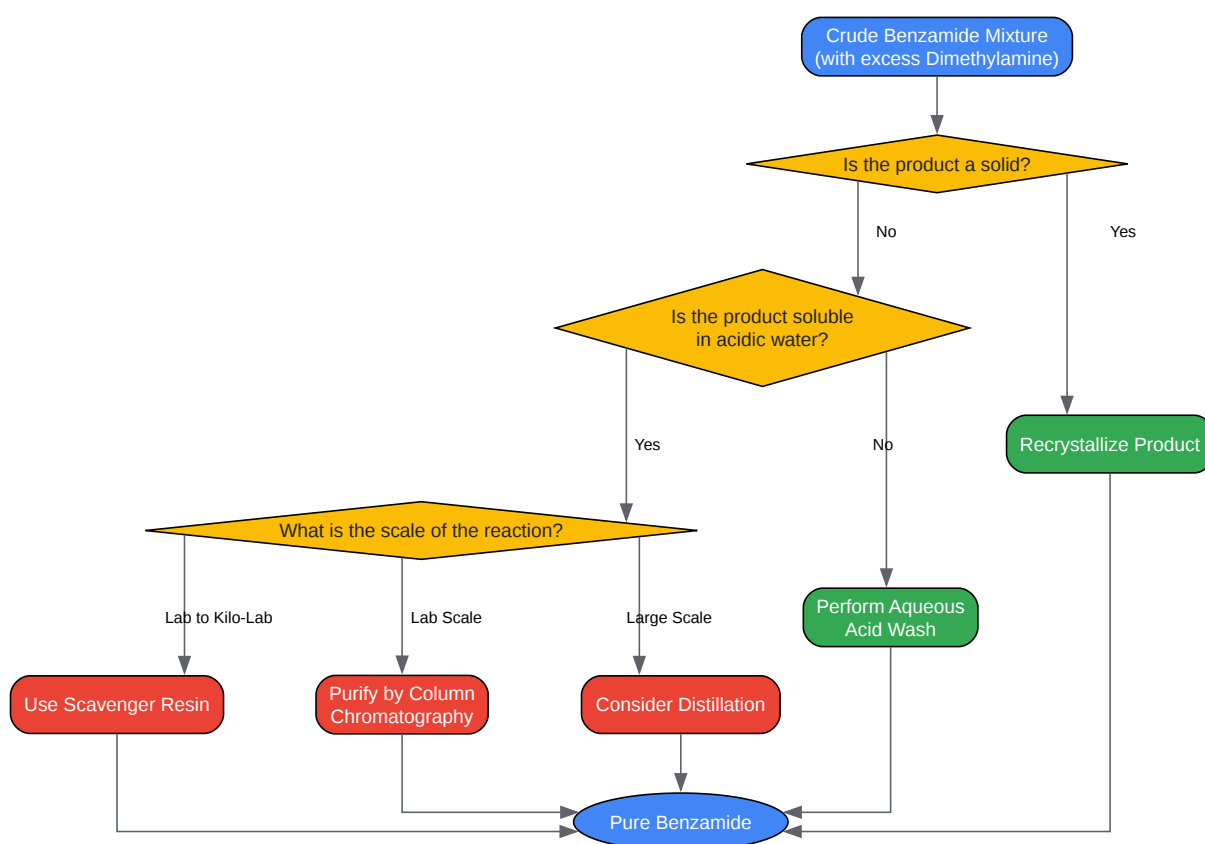 Crude Benzamide Mixture
(with excess Dimethylamine)
Is the product a solid?
No
Yes
Is the product soluble
in acidic water?
Yes
No
Recrystallize Product
What is the scale of the reaction?
Lab to Kilo-Lab
Lab Scale
Large Scale
Perform Aqueous
Acid Wash
Use Scavenger Resin
Purify by Column
Chromatography
Consider Distillation
Pure Benzamide